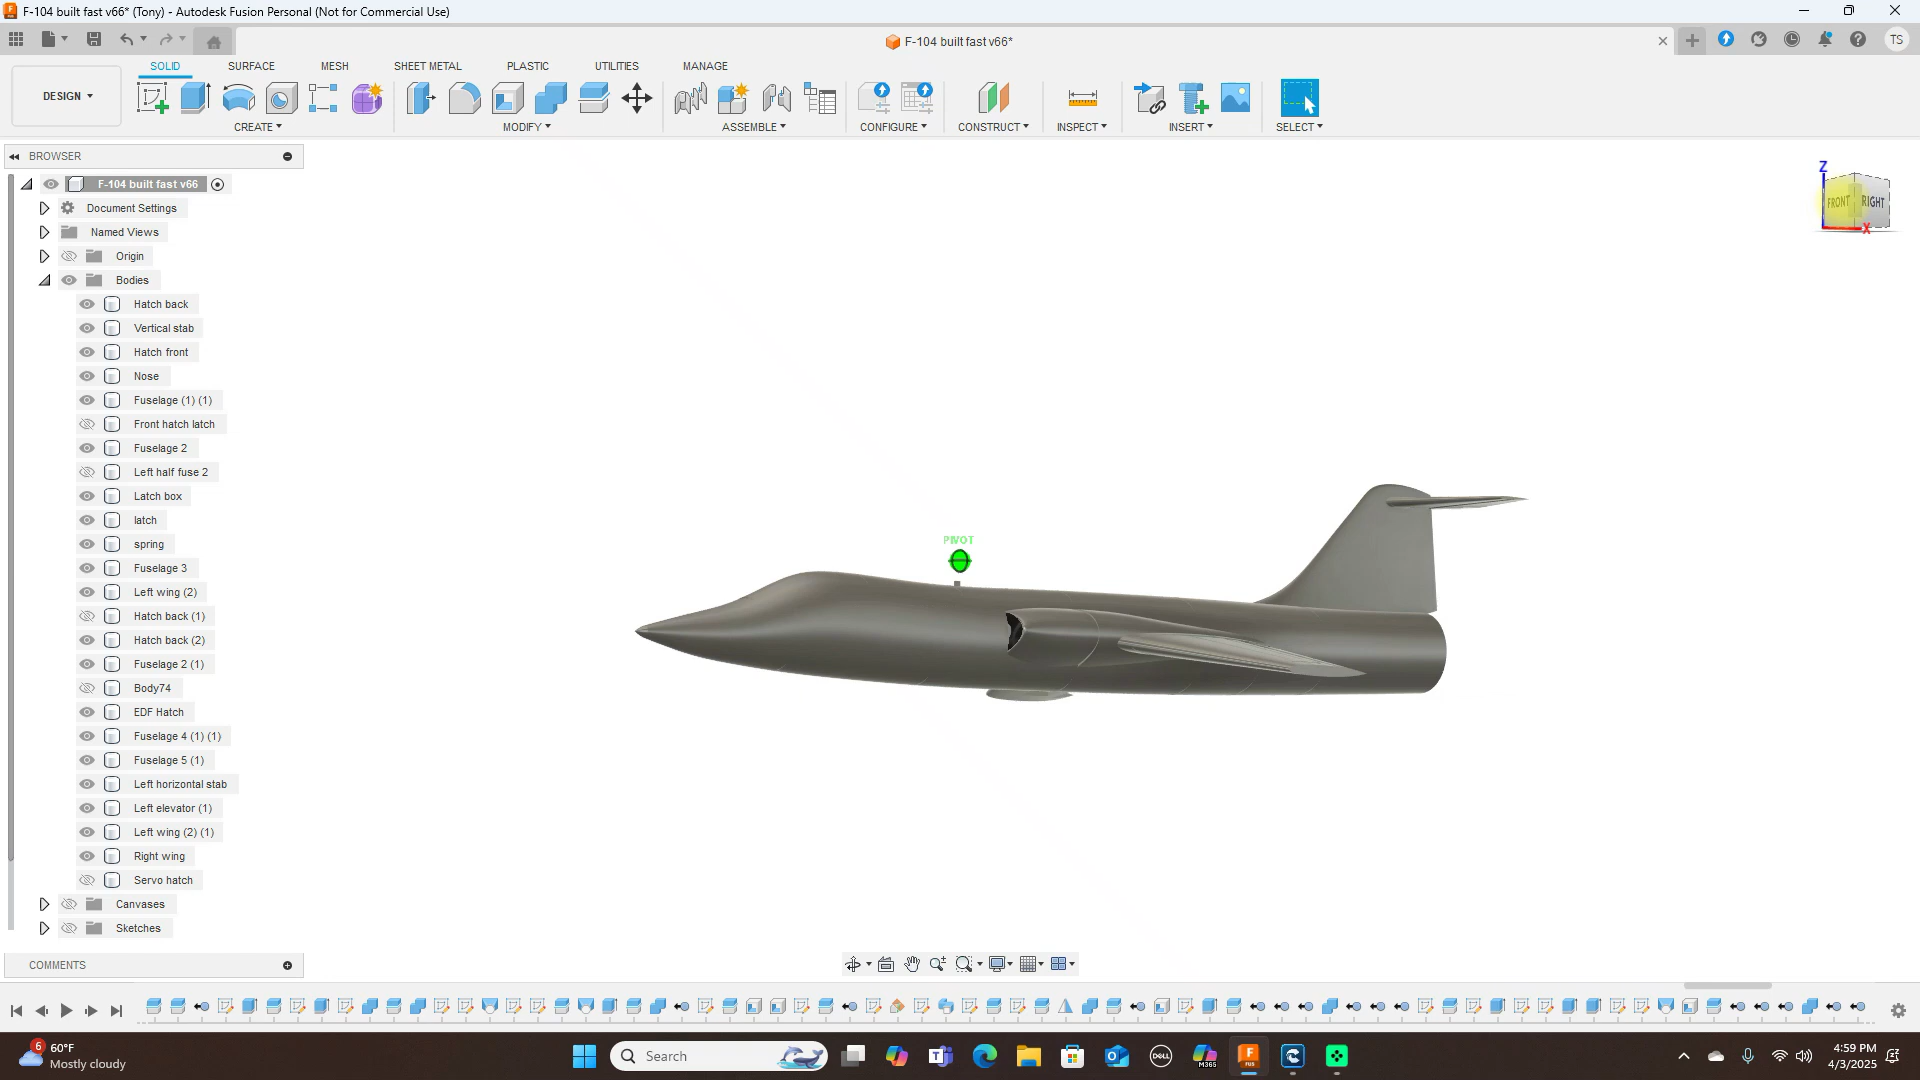 F-104 built fast v66* (Tony) - Autodesk Fusion Personal (Not for Commercial Use)
F-104 built fast v66*
TS
DESIGN
SOLID
SURFACE
MESH
SHEET METAL
PLASTIC
UTILITIES
MANAGE
CREATE
MODIFY
ASSEMBLE
CONFIGURE
CONSTRUCT
INSPECT
INSERT
SELECT
BROWSER
F-104 built fast v66
Document Settings
Named Views
Origin
Bodies
Hatch back
Vertical stab
Hatch front
Nose
Fuselage (1) (1)
Front hatch latch
Fuselage 2
Left half fuse 2
Latch box
latch
spring
Fuselage 3
Left wing (2)
Hatch back (1)
Hatch back (2)
Fuselage 2 (1)
Body74
EDF Hatch
Fuselage 4 (1) (1)
Fuselage 5 (1)
Left horizontal stab
Left elevator (1)
Left wing (2) (1)
Right wing
Servo hatch
Canvases
Sketches
COMMENTS
Z
FRONT
RIGHT
X
PIVOT
6
60°F
Mostly cloudy
Search
DELL
M365
FUS
4:59 PM
4/3/2025